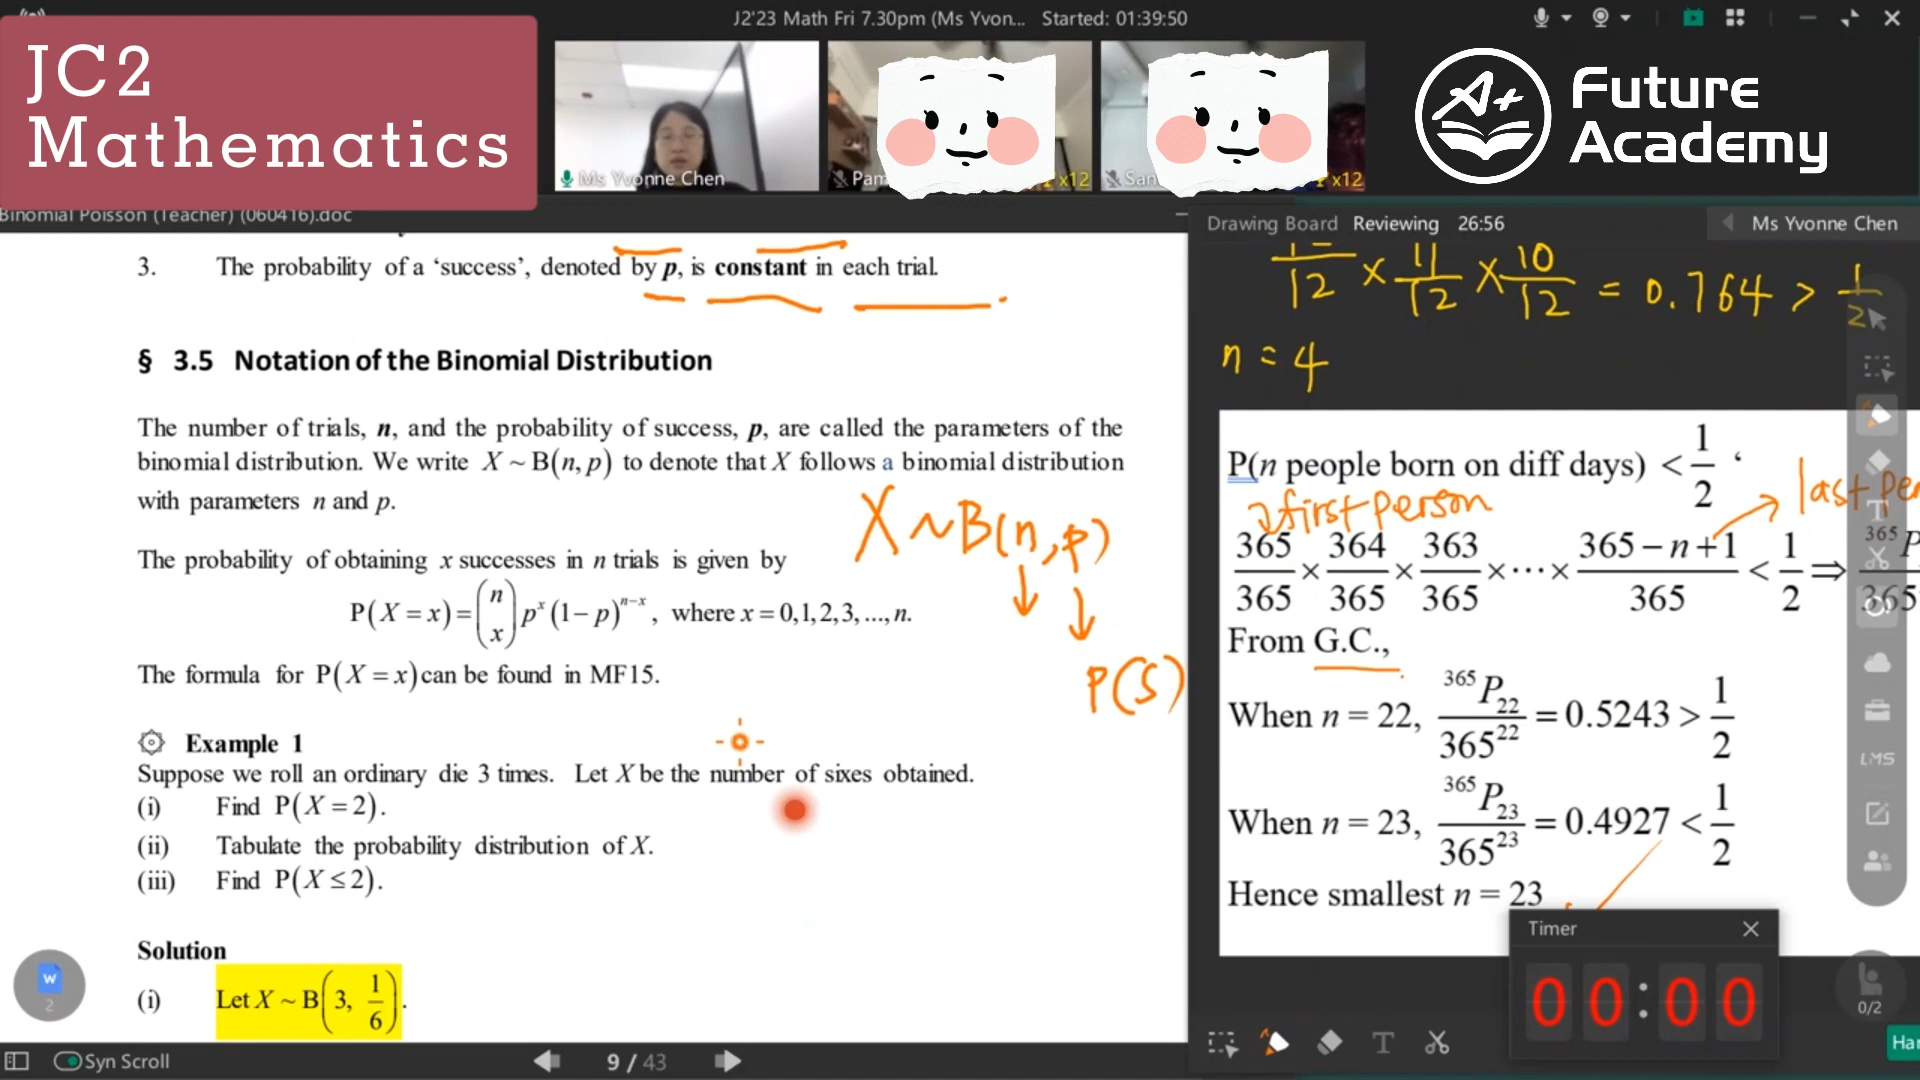 J2'23 Math Fri 7.30pm (Ms Yvon... Started: 01:39:50
JC2
Mathematics
Ms Yvonne Chen
Pam
x12
San
x12
A+
Future
Academy
Binomial Poisson (Teacher) (060416).doc
3. The probability of a ‘success’, denoted by p, is constant in each trial.
§ 3.5 Notation of the Binomial Distribution
The number of trials, n, and the probability of success, p, are called the parameters of the
binomial distribution. We write X ~ B(n, p) to denote that X follows a binomial distribution
with parameters n and p.
X ~ B(n, p)
P(S)
The probability of obtaining x successes in n trials is given by
P(X = x) = (n x) p^x (1 − p)^{n−x}, where x = 0, 1, 2, 3, ..., n.
The formula for P(X = x) can be found in MF15.
Example 1
Suppose we roll an ordinary die 3 times. Let X be the number of sixes obtained.
(i) Find P(X = 2).
(ii) Tabulate the probability distribution of X.
(iii) Find P(X ≤ 2).
Solution
(i) Let X ~ B(3, 1/6).
W
2
Syn Scroll
9 / 43
Drawing Board Reviewing 26:56
Ms Yvonne Chen
12 × 11/12 × 10/12 = 0.764 > 1/2
n = 4
P(n people born on diff days) < 1/2
first person
last per
365/365 × 364/365 × 363/365 × ··· × 365 − n + 1/365 < 1/2 ⇒ 365 P
365
From G.C.,
When n = 22, 365P22/365^22 = 0.5243 > 1/2
When n = 23, 365P23/365^23 = 0.4927 < 1/2
Hence smallest n = 23
T
LMS
Timer
00:00
0/2
T
Han